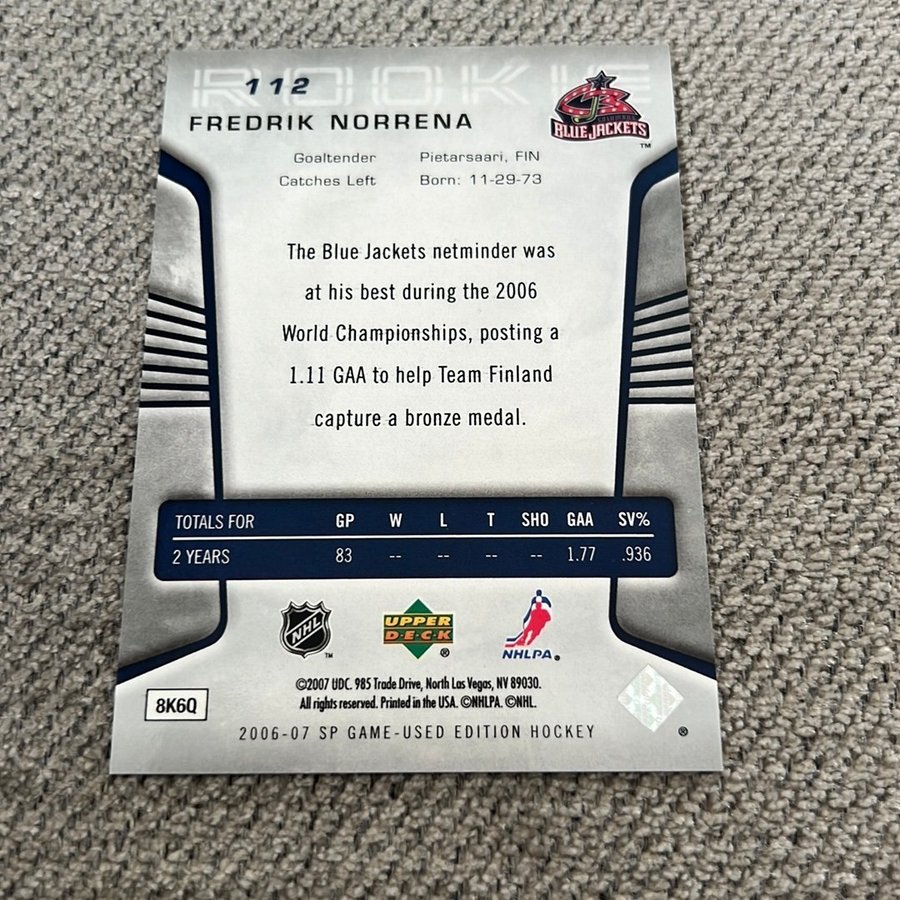 ROOKIE
112
FREDRIK NORRENA
COLUMBUS
BLUE JACKETS
TM
Goaltender Pietarsaari, FIN
Catches Left Born: 11-29-73
The Blue Jackets netminder was
at his best during the 2006
World Championships, posting a
1.11 GAA to help Team Finland
capture a bronze medal.
TOTALS FOR GP W L T SHO GAA SV%
2 YEARS 83 -- -- -- -- 1.77 .936
NHL TM
UPPER
DECK ®
NHLPA ®
©2007 UDC. 985 Trade Drive, North Las Vegas, NV 89030.
All rights reserved. Printed in the USA. ©NHLPA. ©NHL.
8K6Q
2006-07 SP GAME-USED EDITION HOCKEY ®